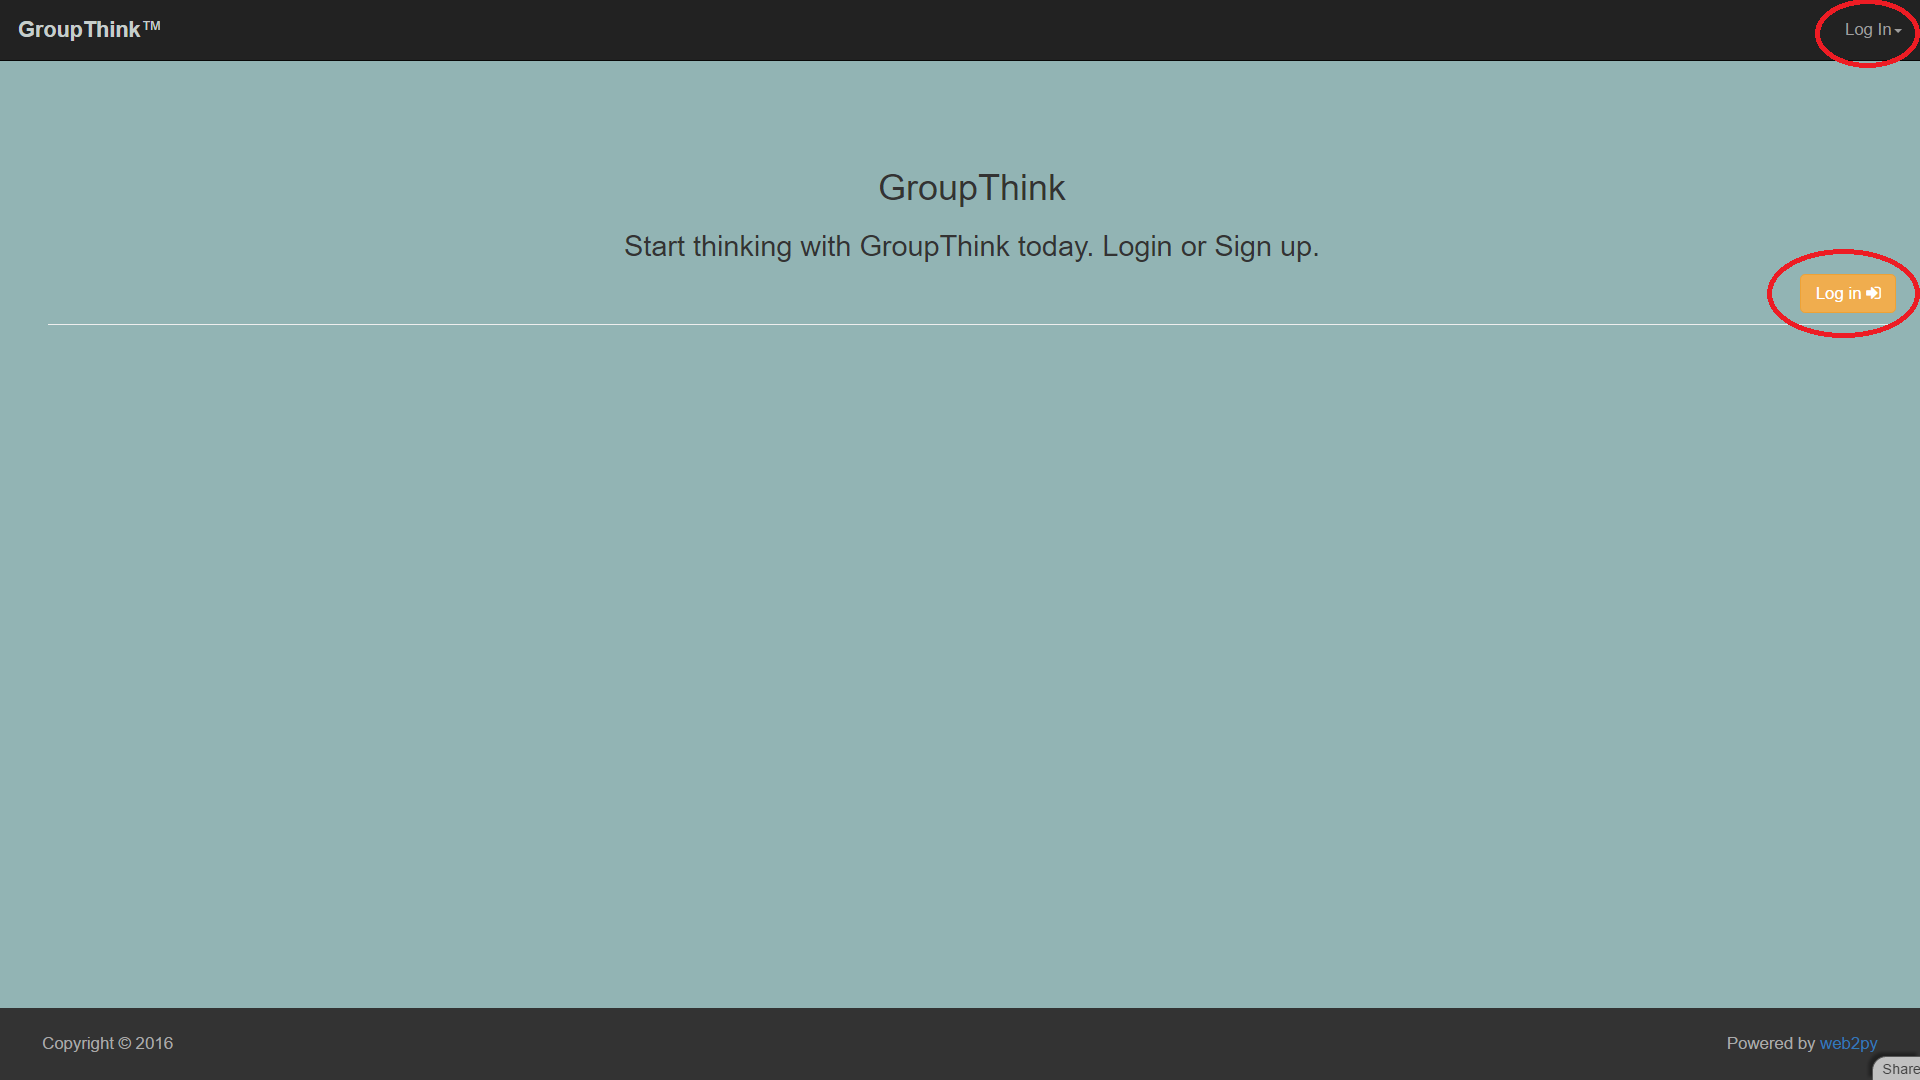 GroupThink™
Log In
GroupThink
Start thinking with GroupThink today. Login or Sign up.
Log in
Copyright © 2016
Powered by web2py
Share